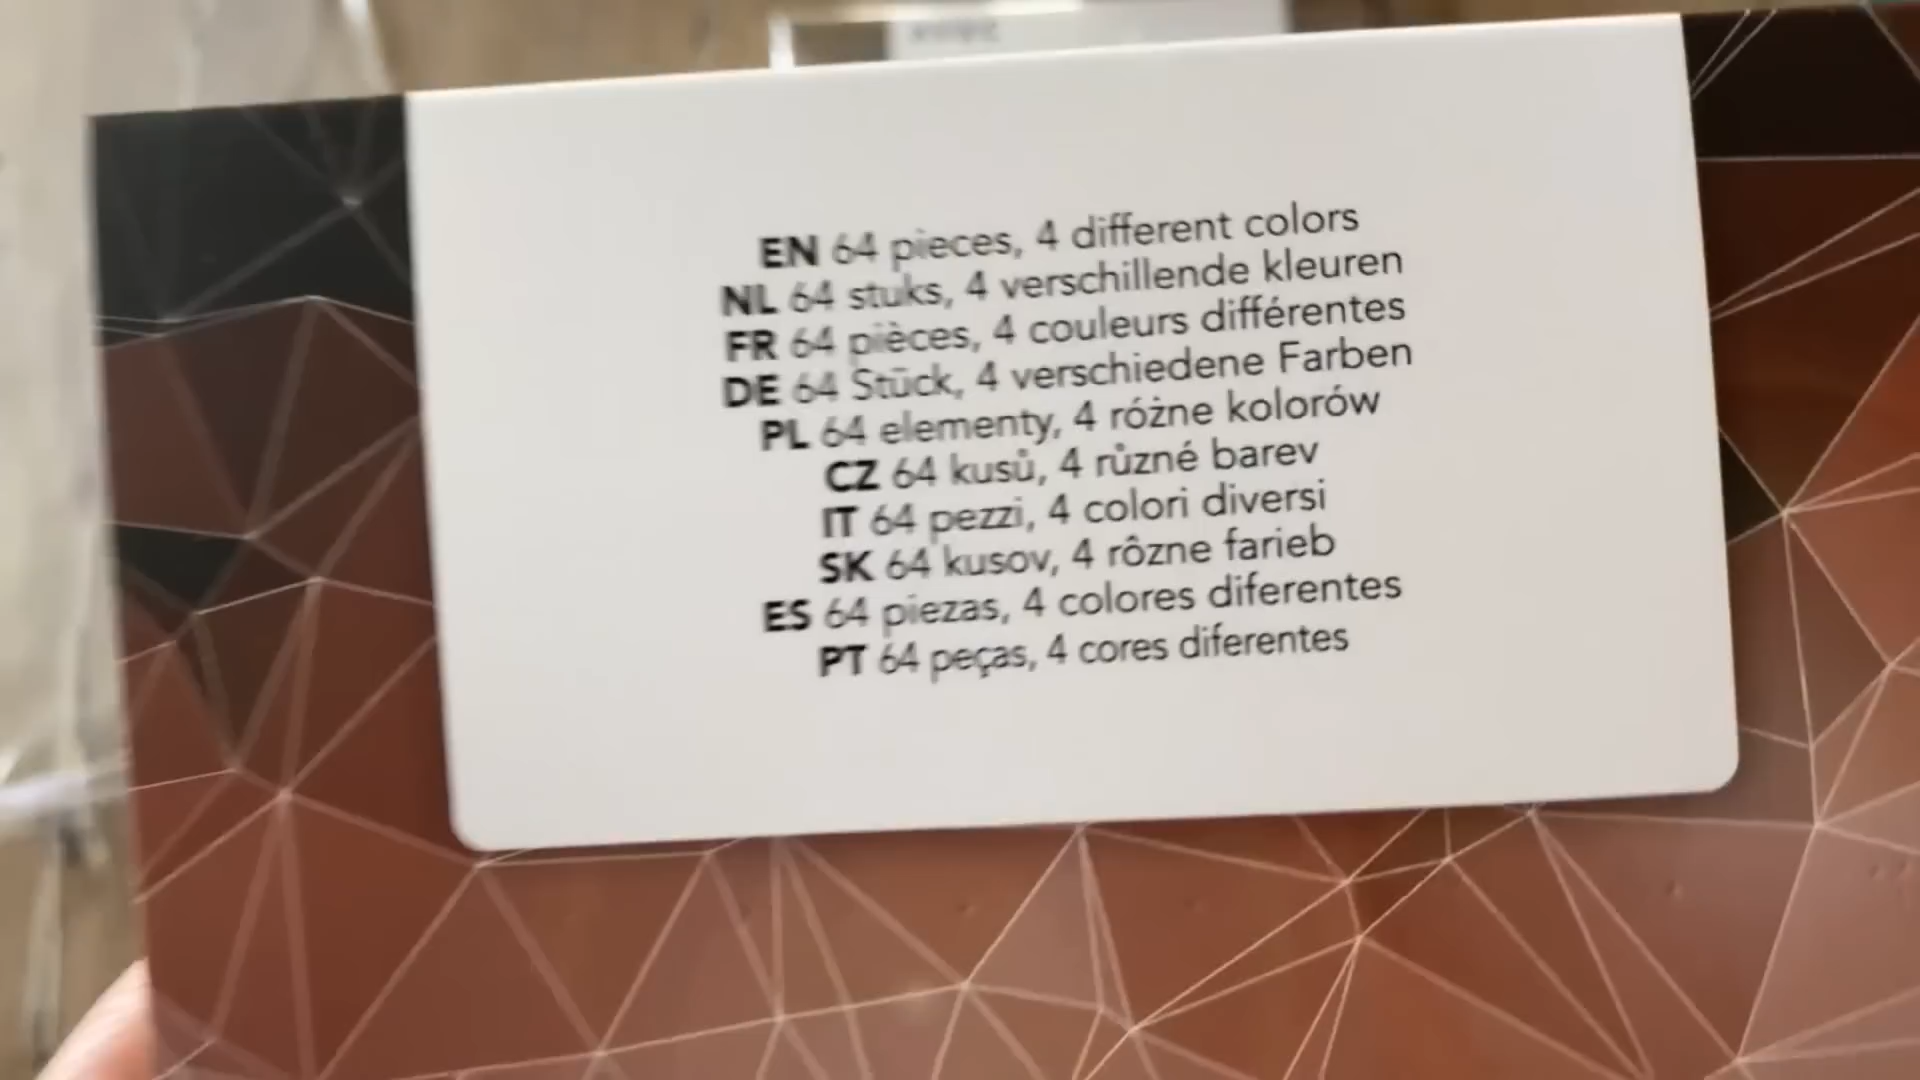 EN 64 pieces, 4 different colors
NL 64 stuks, 4 verschillende kleuren
FR 64 pièces, 4 couleurs différentes
DE 64 Stück, 4 verschiedene Farben
PL 64 elementy, 4 różne kolorów
CZ 64 kusů, 4 různé barev
IT 64 pezzi, 4 colori diversi
SK 64 kusov, 4 rôzne farieb
ES 64 piezas, 4 colores diferentes
PT 64 peças, 4 cores diferentes